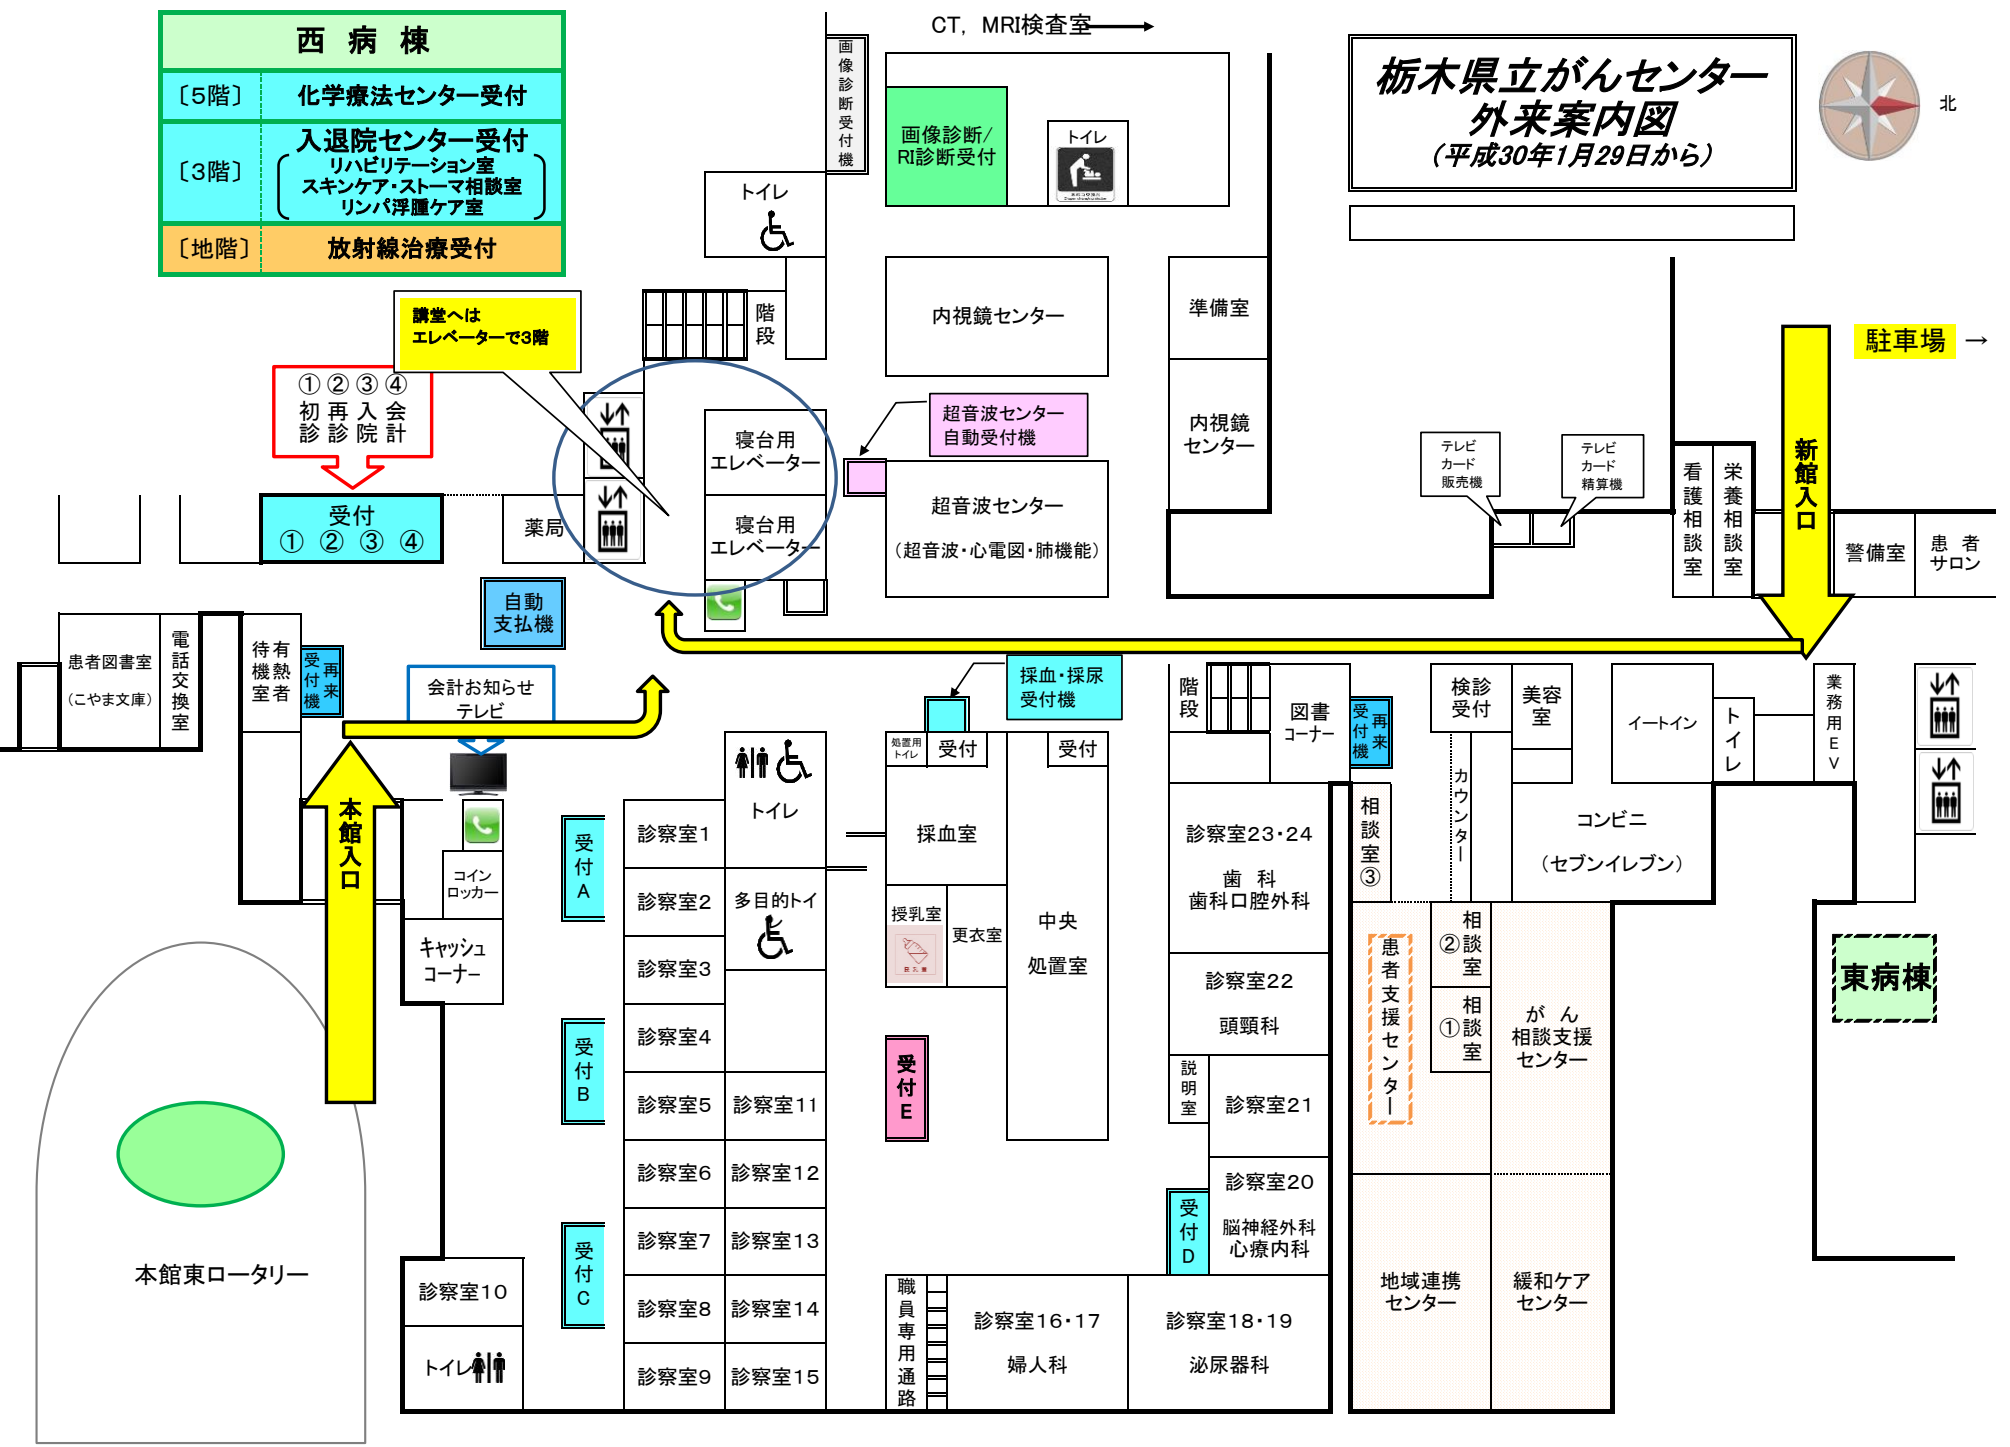 西 病 棟
〔5階〕
化学療法センター受付
〔3階〕
入退院センター受付
リハビリテーション室
スキンケア・ストーマ相談室
リンパ浮腫ケア室
〔地階〕
放射線治療受付
CT, MRI検査室
画像診断受付機
画像診断/
RI診断受付
トイレ
栃木県立がんセンター
外来案内図
（平成30年1月29日から）
北
トイレ
階段
講堂へは
エレベーターで3階
内視鏡センター
準備室
駐車場 →
①②③④
初診
再診
入院
会計
寝台用
エレベーター
超音波センター
自動受付機
内視鏡
センター
テレビ
カード
販売機
テレビ
カード
精算機
看護相談室
栄養相談室
新館入口
受付
① ② ③ ④
薬局
寝台用
エレベーター
超音波センター
（超音波・心電図・肺機能）
警備室
患 者
サロン
自動
支払機
患者図書室
（こやま文庫）
電話交換室
有熱者
待機室
再来
受付機
会計お知らせ
テレビ
採血・採尿
受付機
階段
図書
コーナー
再来
受付機
検診
受付
美容
室
イートイン
トイレ
業務用EV
処置用
トイレ
受付
受付
カウンター
本館入口
トイレ
受付A
診察室1
採血室
診察室23・24
歯 科
歯科口腔外科
相談室③
コンビニ
（セブンイレブン）
コイン
ロッカー
診察室2
多目的トイ
授乳室
更衣室
中央
処置室
キャッシュ
コーナー
診察室3
診察室22
頭頸科
患者支援センター
相談室②
東病棟
受付B
診察室4
相談室①
が ん
相談支援
センター
受付E
説明室
診察室5
診察室11
診察室21
診察室6
診察室12
診察室20
脳神経外科
心療内科
受付C
診察室7
診察室13
受付D
本館東ロータリー
診察室10
診察室8
診察室14
職員専用通路
診察室16・17
婦人科
診察室18・19
泌尿器科
地域連携
センター
緩和ケア
センター
トイレ
診察室9
診察室15